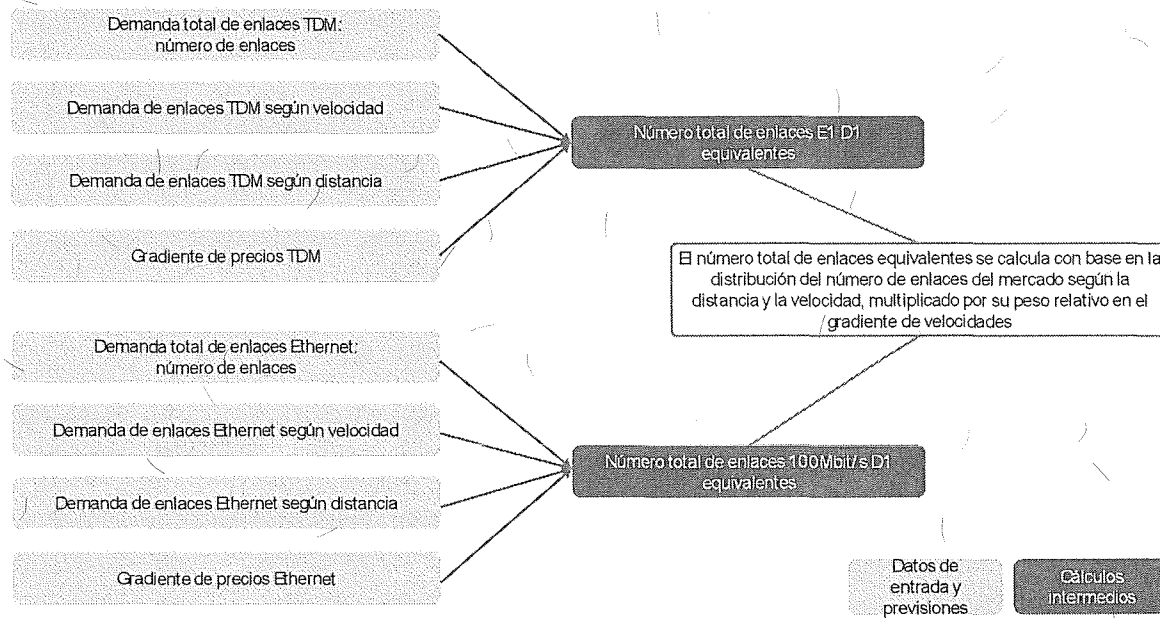 Demanda total de enlaces TDM:
número de enlaces
Demanda de enlaces TDM según velocidad
Demanda de enlaces TDM según distancia
Gradiente de precios TDM
Número total de enlaces E1 D1
equivalentes
El número total de enlaces equivalentes se calcula con base en la
distribución del número de enlaces del mercado según la
distancia y la velocidad, multiplicado por su peso relativo en el
gradiente de velocidades
Demanda total de enlaces Ethernet:
número de enlaces
Demanda de enlaces Ethernet según velocidad
Demanda de enlaces Ethernet según distancia
Gradiente de precios Ethernet
Número total de enlaces 100Mbit/s D1
equivalentes
Datos de
entrada y
previsiones
Cálculos
intermedios